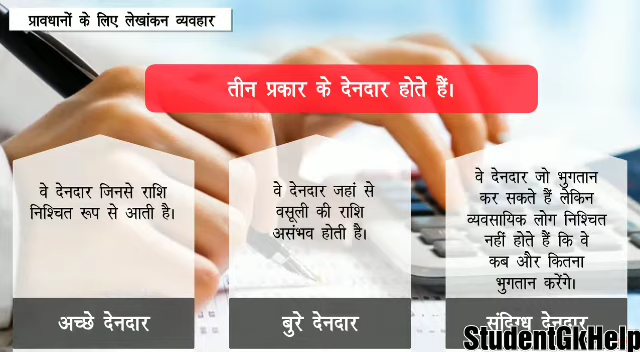 प्रावधानों के लिए लेखांकन व्यवहार
तीन प्रकार के देनदार होते हैं।
वे देनदार जिनसे राशि
निश्चित रूप से आती है।
अच्छे देनदार
वे देनदार जहां से
वसूली की राशि
असंभव होती है।
बुरे देनदार
वे देनदार जो भुगतान
कर सकते हैं लेकिन
व्यवसायिक लोग निश्चित
नहीं होते हैं कि वे
कब और कितना
भुगतान करेंगे।
संदिग्ध देनदार
StudentGkHelp